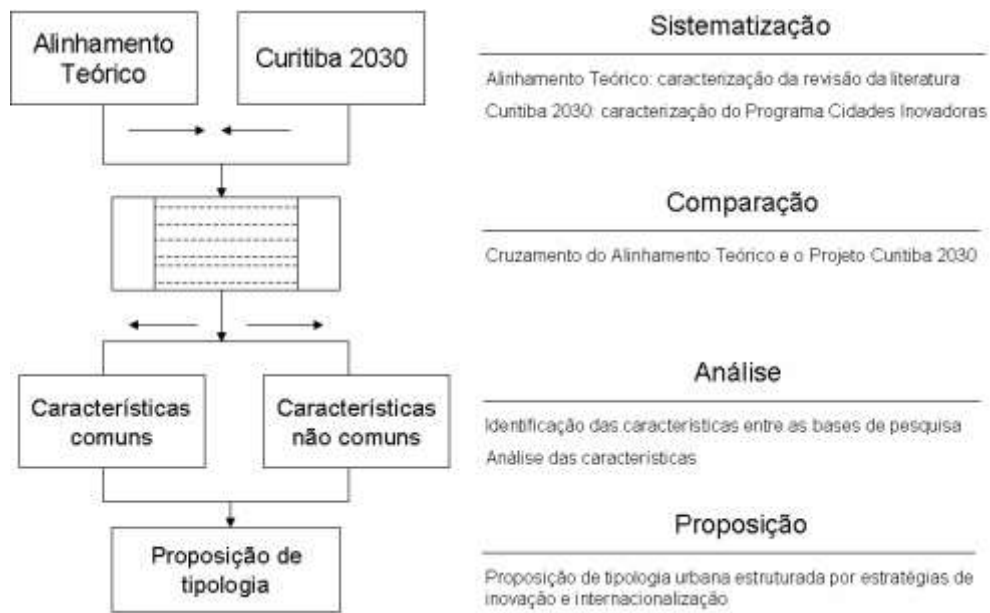 Alinhamento
Teórico
Curitiba 2030
Sistematização
Alinhamento Teórico: caracterização da revisão da literatura
Curitiba 2030: caracterização do Programa Cidades Inovadoras
Comparação
Cruzamento do Alinhamento Teórico e o Projeto Curitiba 2030
Características
comuns
Características
não comuns
Análise
Identificação das características entre as bases de pesquisa
Análise das características
Proposição de
tipologia
Proposição
Proposição de tipologia urbana estruturada por estratégias de
inovação e internacionalização